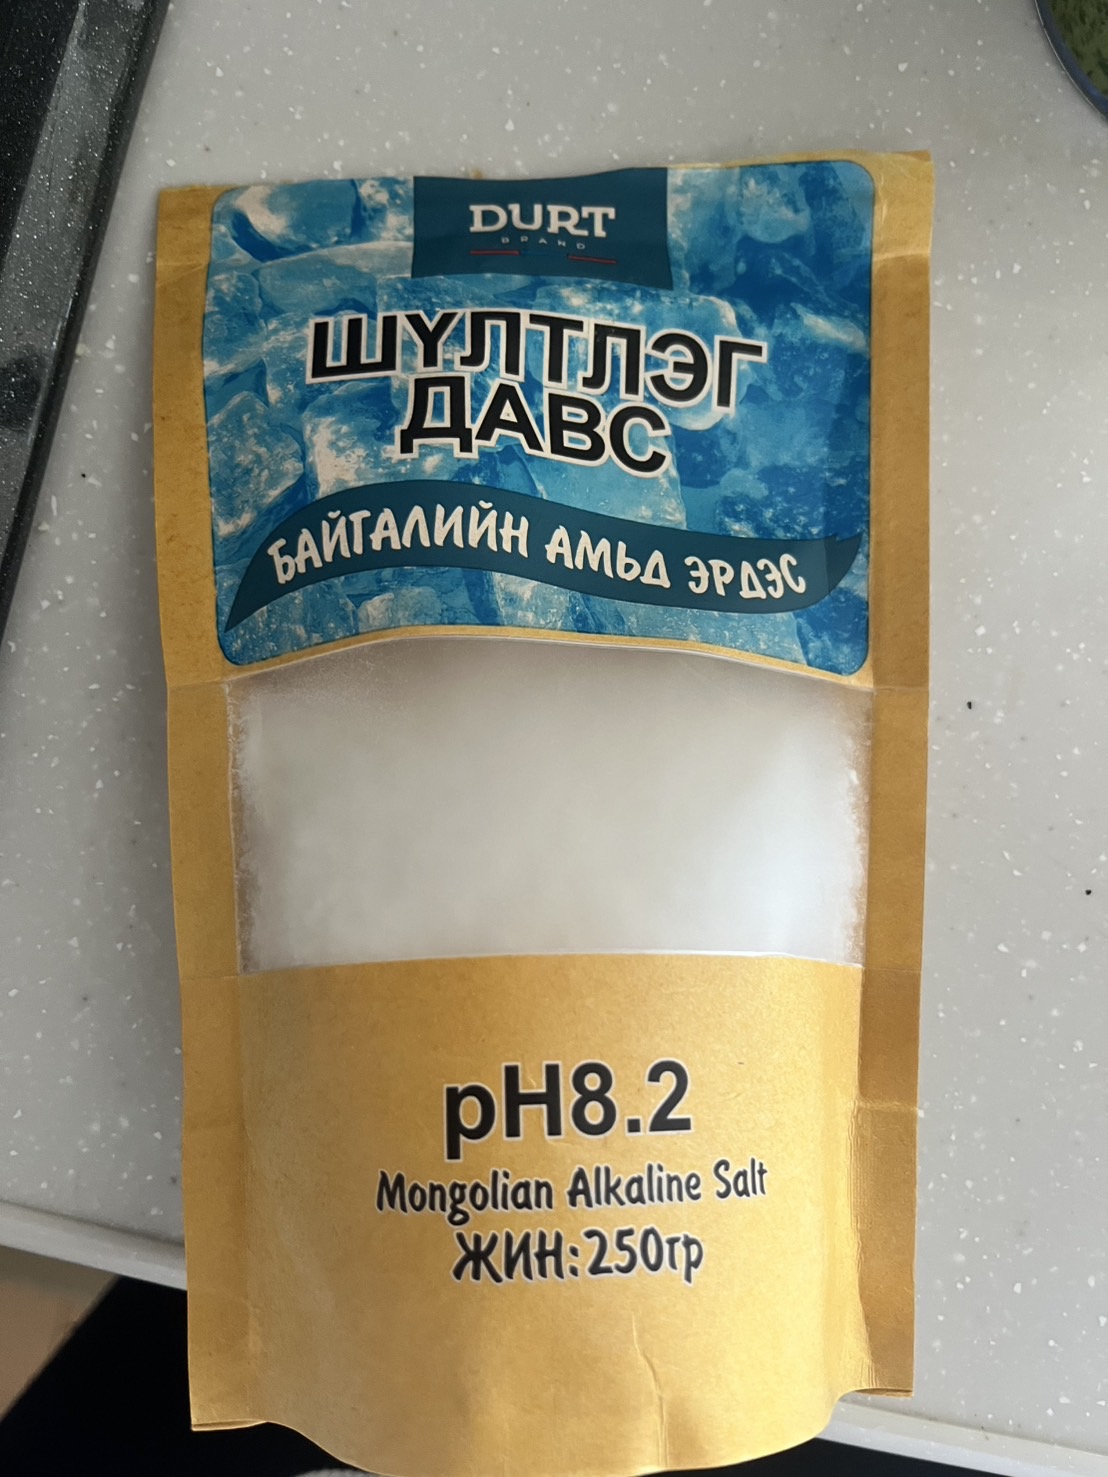 DURT
BRAND
ШҮЛТЛЭГ
ДАВС
БАЙГАЛИЙН АМЬД ЭРДЭС
pH8.2
Mongolian Alkaline Salt
ЖИН:250гр